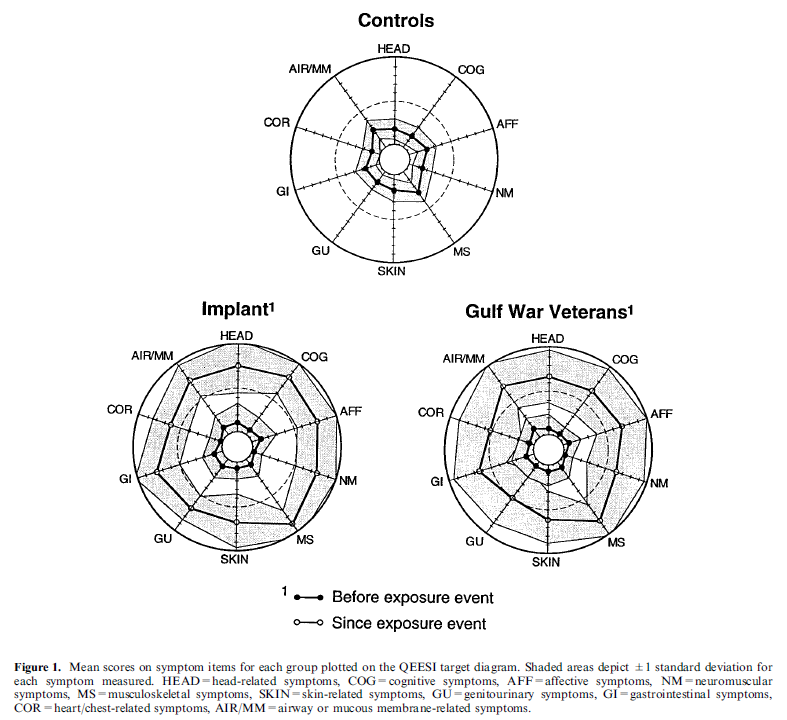 Controls
HEAD
AIR/MM
COG
COR
AFF
GI
NM
GU
MS
SKIN
Implant¹
Gulf War Veterans¹
HEAD
AIR/MM
COG
COR
AFF
GI
NM
GU
MS
SKIN
HEAD
AIR/MM
COG
COR
AFF
GI
NM
GU
MS
SKIN
1 Before exposure event
Since exposure event
Figure 1. Mean scores on symptom items for each group plotted on the QEESI target diagram. Shaded areas depict ±1 standard deviation for
each symptom measured. HEAD=head-related symptoms, COG=cognitive symptoms, AFF=affective symptoms, NM=neuromuscular
symptoms, MS=musculoskeletal symptoms, SKIN=skin-related symptoms, GU=genitourinary symptoms, GI=gastrointestinal symptoms,
COR=heart/chest-related symptoms, AIR/MM=airway or mucous membrane-related symptoms.